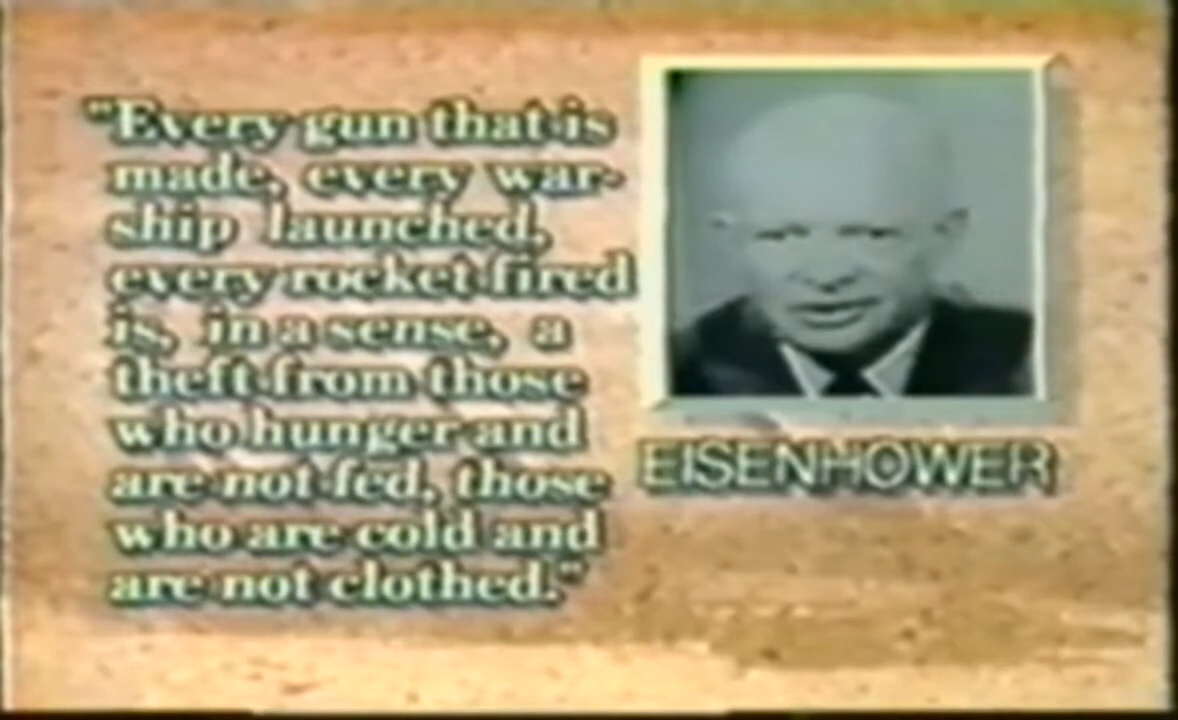 "Every gun that is
made, every war-
ship launched,
every rocket fired
is, in a sense, a
theft from those
who hunger and
are not fed, those
who are cold and
are not clothed."
EISENHOWER